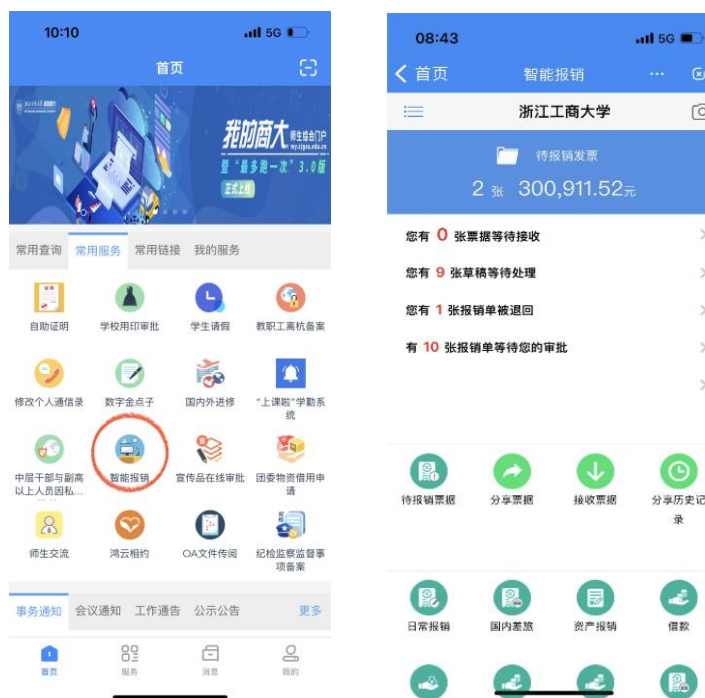 10:10
5G
首页
我的商大 师生综合门户
暨“最多跑一次”3.0版
正式上线
常用查询 常用服务 常用链接 我的服务
自助证明 学校用印审批 学生请假 教职工离杭备案
修改个人通信录 数字金点子 国内外进修 “上课啦”学勤系
统
中层干部与副高 智能报销 宣传品在线审批 团委物资借用申
以上人员因私... 请
师生交流 鸿云相约 OA文件传阅 纪检监察监督事
项备案
事务通知 会议通知 工作通告 公示公告 更多
首页 服务 消息 我的
08:43
5G
首页 智能报销 ...
浙江工商大学
待报销发票
2 张 300,911.52元
您有 0 张票据等待接收
您有 9 张草稿等待处理
您有 1 张报销单被退回
有 10 张报销单等待您的审批
待报销票据 分享票据 接收票据 分享历史记
录
日常报销 国内差旅 资产报销 借款